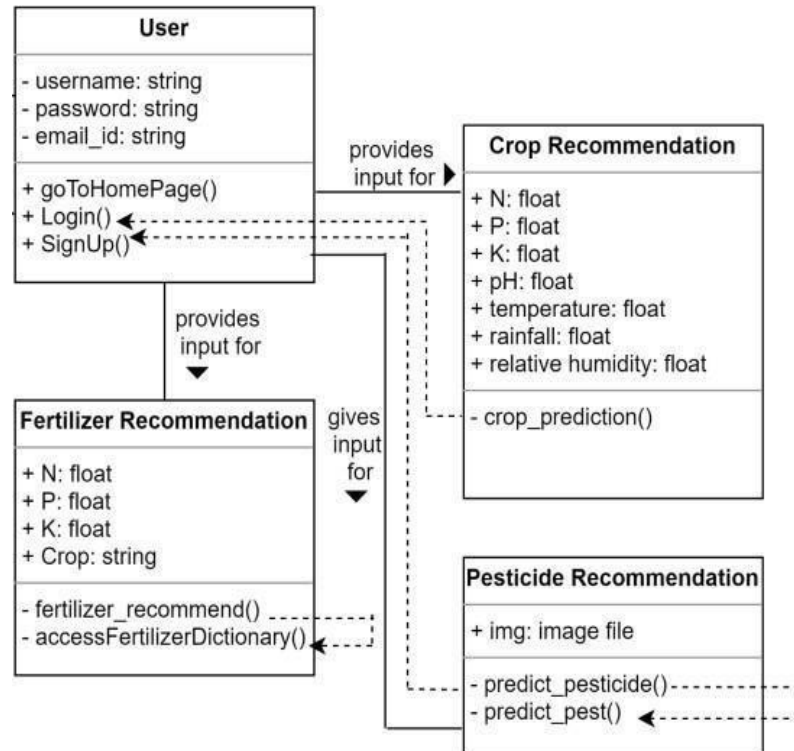 User
- username: string
- password: string
- email_id: string
+ goToHomePage()
+ Login()
+ SignUp()
provides
input for
Crop Recommendation
+ N: float
+ P: float
+ K: float
+ pH: float
+ temperature: float
+ rainfall: float
+ relative humidity: float
- crop_prediction()
provides
input for
Fertilizer Recommendation
+ N: float
+ P: float
+ K: float
+ Crop: string
- fertilizer_recommend()
- accessFertilizerDictionary()
gives
input
for
Pesticide Recommendation
+ img: image file
- predict_pesticide()
- predict_pest()